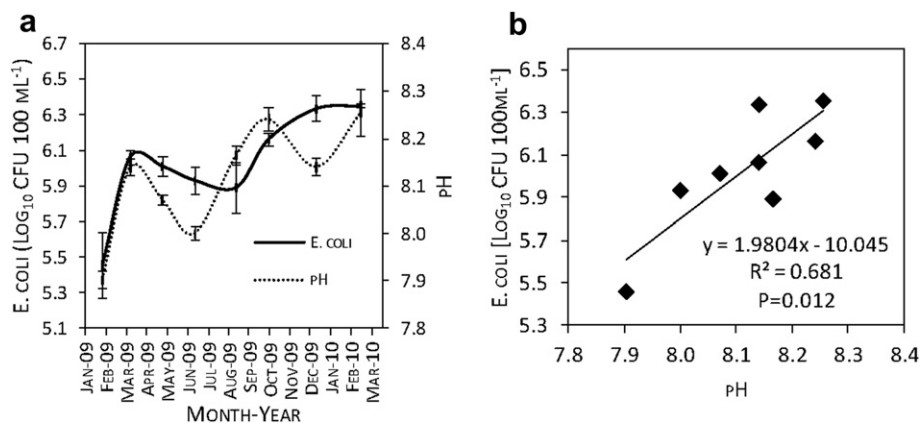 a
E. COLI (LOG10 CFU 100 ML-1)
6.7
6.5
6.3
6.1
5.9
5.7
5.5
5.3
5.1
8.4
8.3
8.2
8.1
8.0
7.9
7.8
PH
E. COLI
PH
JAN-09
FEB-09
MAR-09
APR-09
MAY-09
JUN-09
JUL-09
AUG-09
SEP-09
OCT-09
NOV-09
DEC-09
JAN-10
FEB-10
MAR-10
MONTH-YEAR
b
E. COLI [LOG10 CFU 100ML-1]
6.5
6.3
6.1
5.9
5.7
5.5
5.3
y = 1.9804x - 10.045
R² = 0.681
P=0.012
7.8 7.9 8.0 8.1 8.2 8.3 8.4
PH